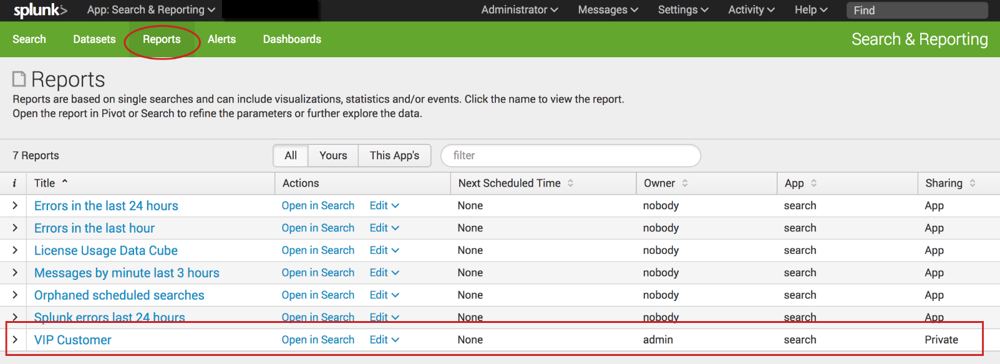 splunk> App: Search & Reporting Administrator Messages Settings Activity Help Find
Search Datasets Reports Alerts Dashboards Search & Reporting
Reports
Reports are based on single searches and can include visualizations, statistics and/or events. Click the name to view the report.
Open the report in Pivot or Search to refine the parameters or further explore the data.
7 Reports All Yours This App's filter
i Title Actions Next Scheduled Time Owner App Sharing
Errors in the last 24 hours Open in Search Edit None nobody search App
Errors in the last hour Open in Search Edit None nobody search App
License Usage Data Cube Open in Search Edit None nobody search App
Messages by minute last 3 hours Open in Search Edit None nobody search App
Orphaned scheduled searches Open in Search Edit None nobody search App
Splunk errors last 24 hours Open in Search Edit None nobody search App
VIP Customer Open in Search Edit None admin search Private